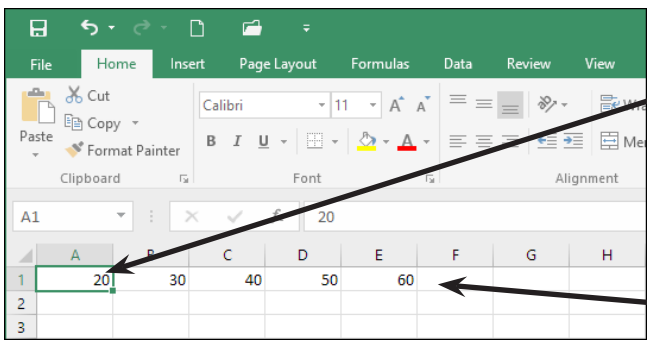 File Home Insert Page Layout Formulas Data Review View
Cut
Calibri 11 A A
Copy
Paste
B I U A
Format Painter
Clipboard Font Alignment
A1 20
A C D E F G H
1 20 30 40 50 60
2
3